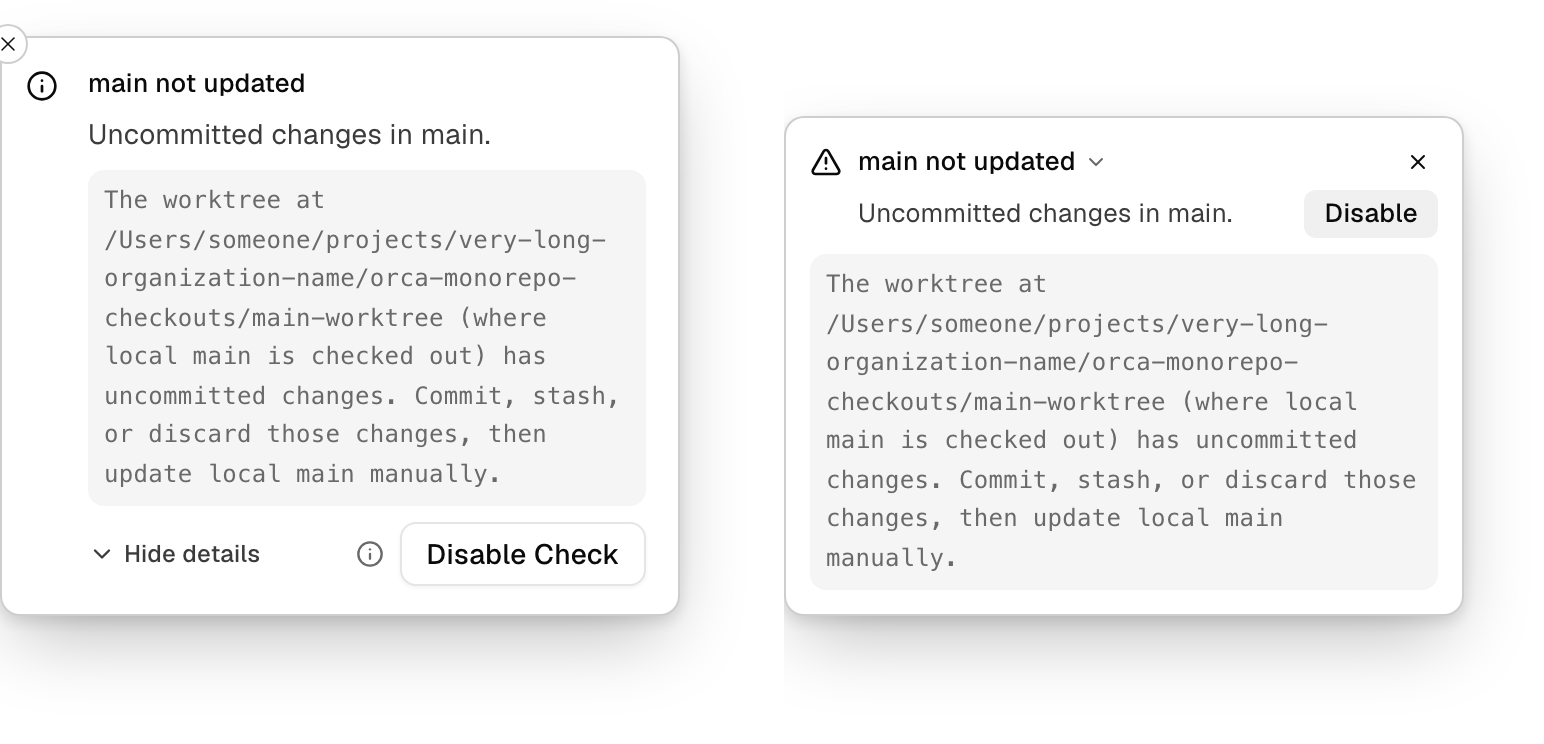 main not updated
Uncommitted changes in main.
The worktree at
/Users/someone/projects/very-long-
organization-name/orca-monorepo-
checkouts/main-worktree (where
local main is checked out) has
uncommitted changes. Commit, stash,
or discard those changes, then
update local main manually.
Hide details
Disable Check
main not updated
Uncommitted changes in main.
Disable
The worktree at
/Users/someone/projects/very-long-
organization-name/orca-monorepo-
checkouts/main-worktree (where local
main is checked out) has uncommitted
changes. Commit, stash, or discard those
changes, then update local main
manually.